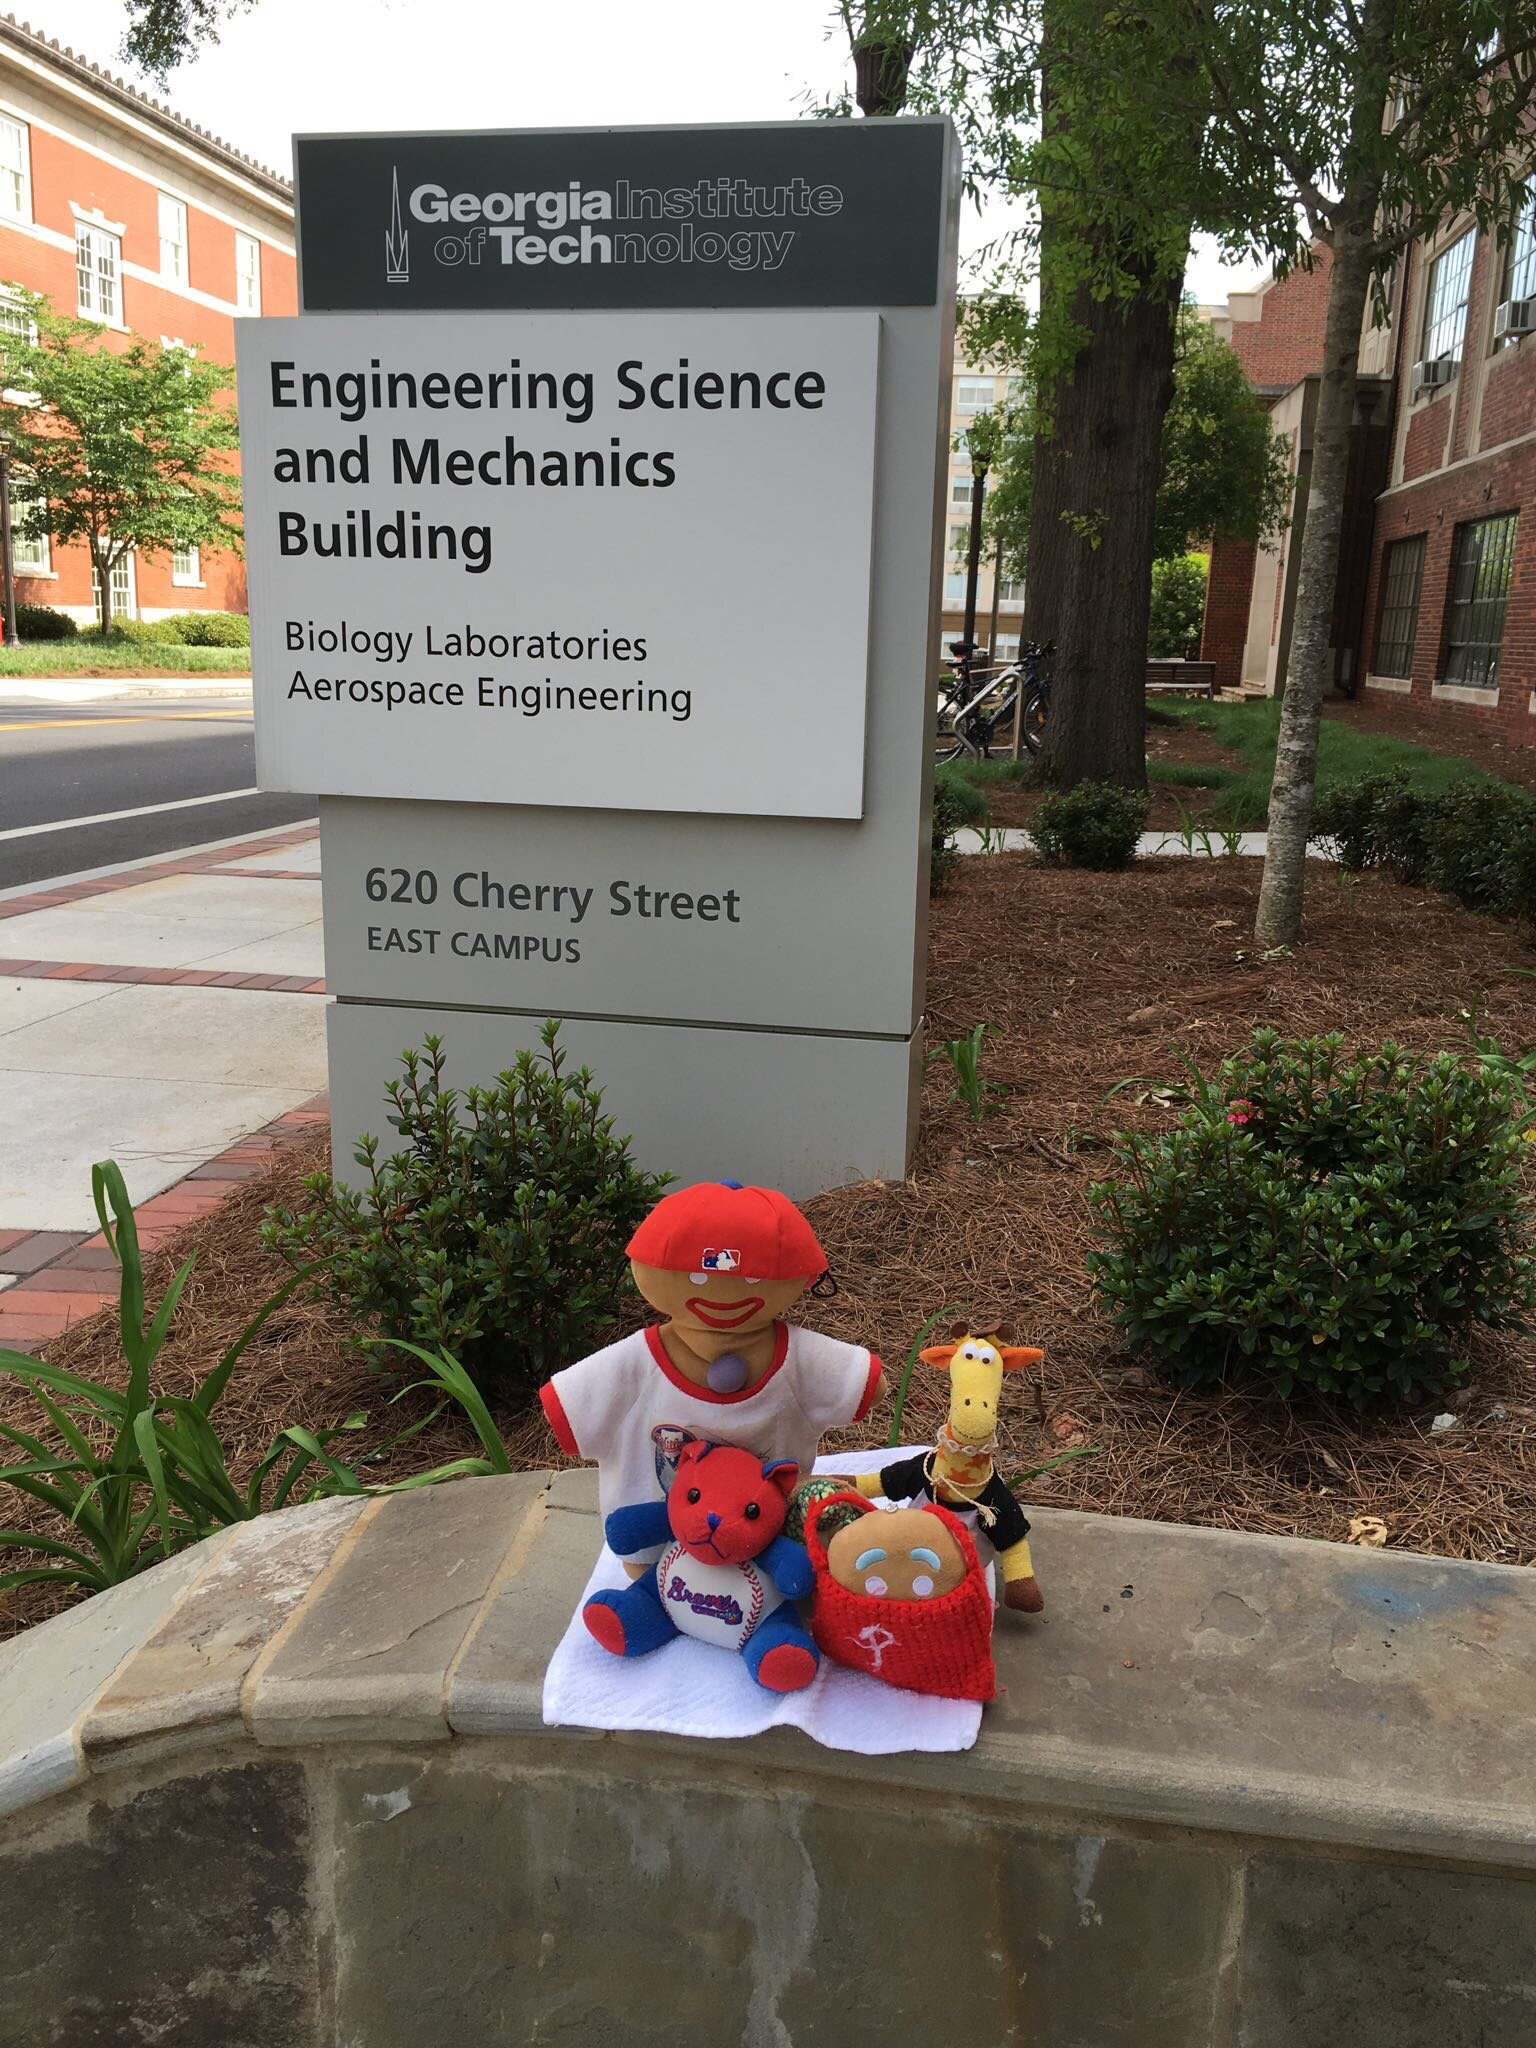 Georgia Institute
of Technology
Engineering Science
and Mechanics
Building
Biology Laboratories
Aerospace Engineering
620 Cherry Street
EAST CAMPUS
Braves
P